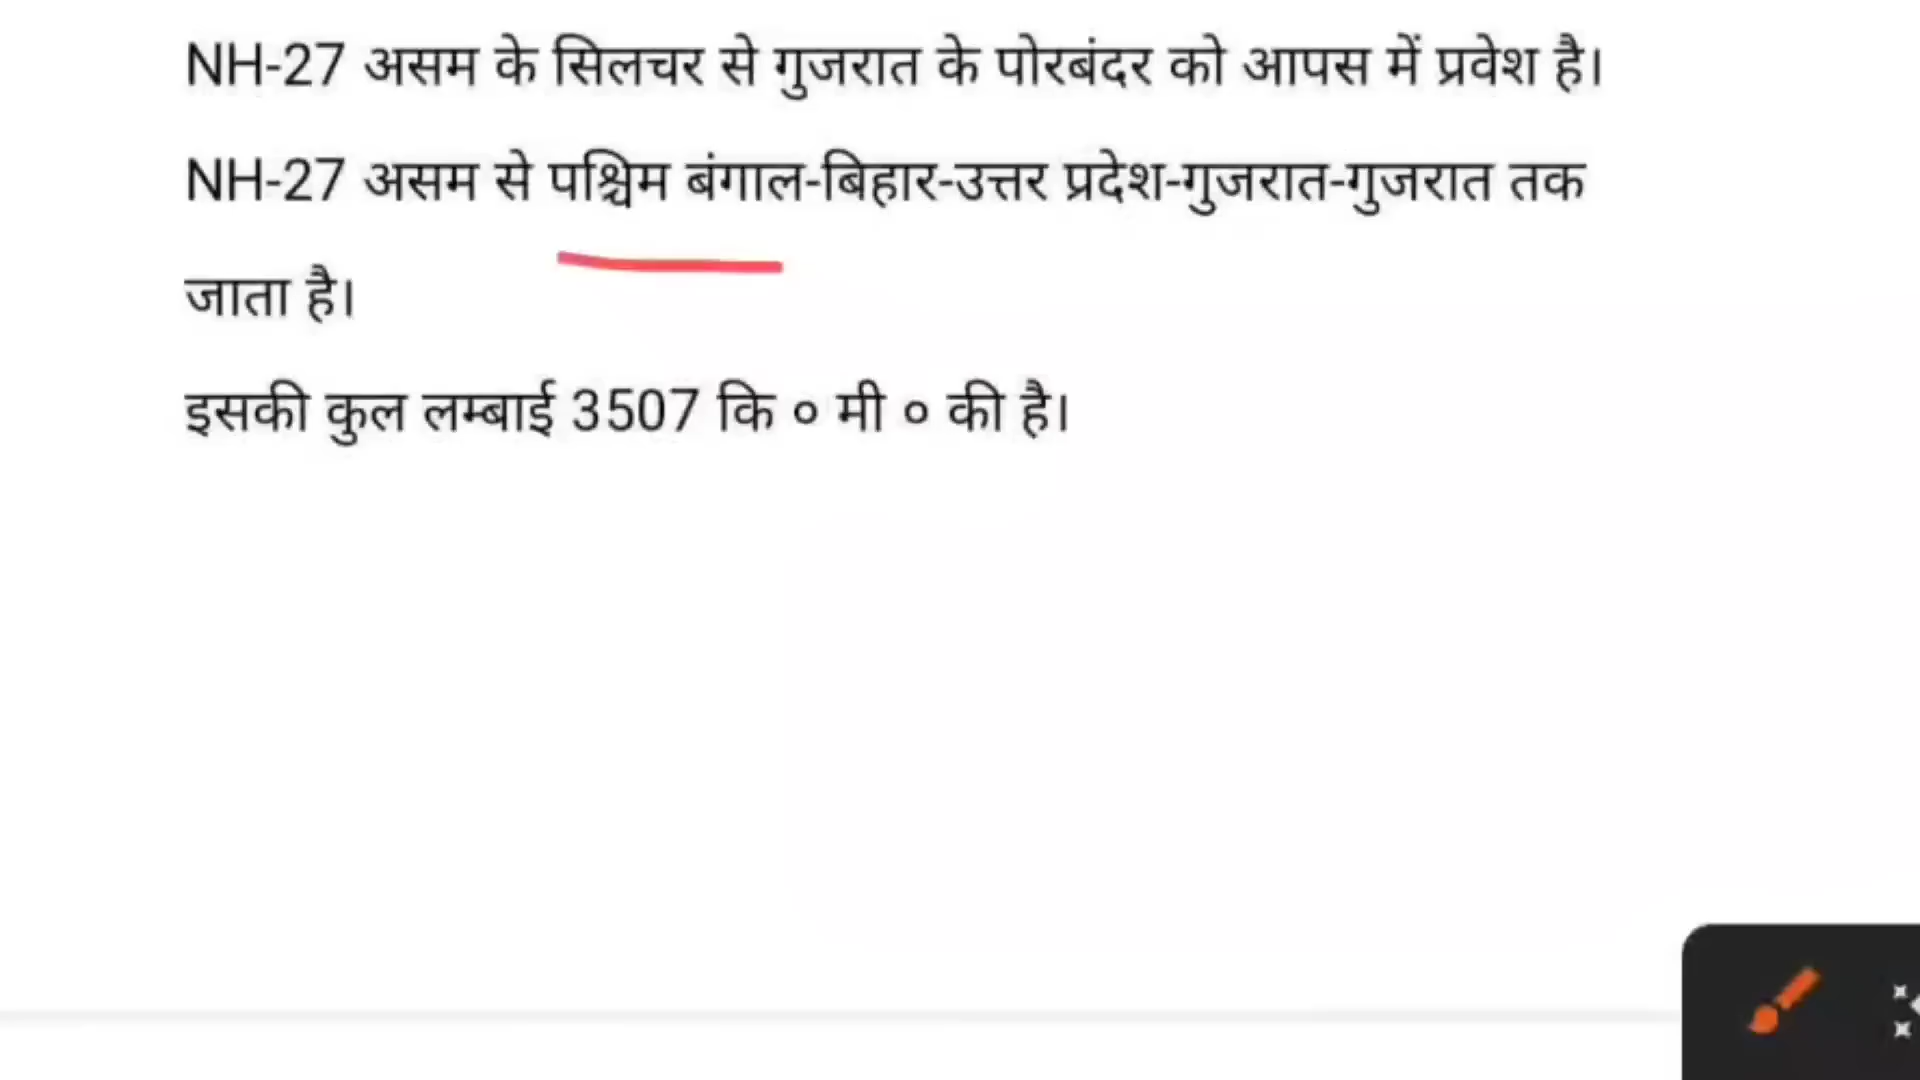 NH-27 असम के सिलचर से गुजरात के पोरबंदर को आपस में प्रवेश है।
NH-27 असम से पश्चिम बंगाल-बिहार-उत्तर प्रदेश-गुजरात-गुजरात तक
जाता है।
इसकी कुल लम्बाई 3507 कि ० मी ० की है।